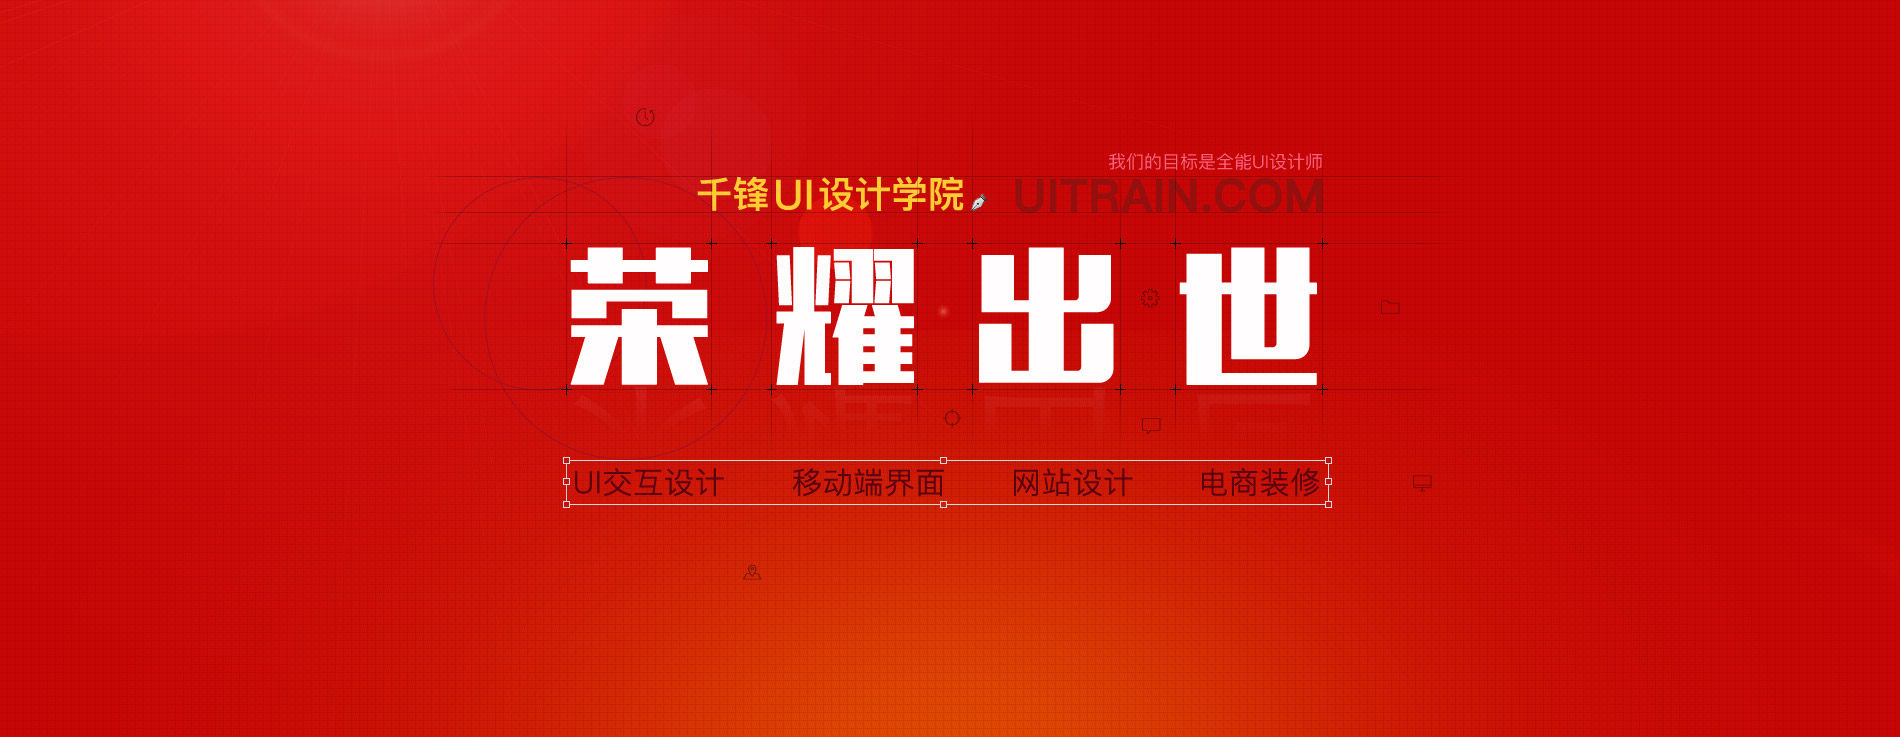 我们的目标是全能UI设计师
千锋UI设计学院 UITRAIN.COM
荣耀出世
UI交互设计 移动端界面 网站设计 电商装修